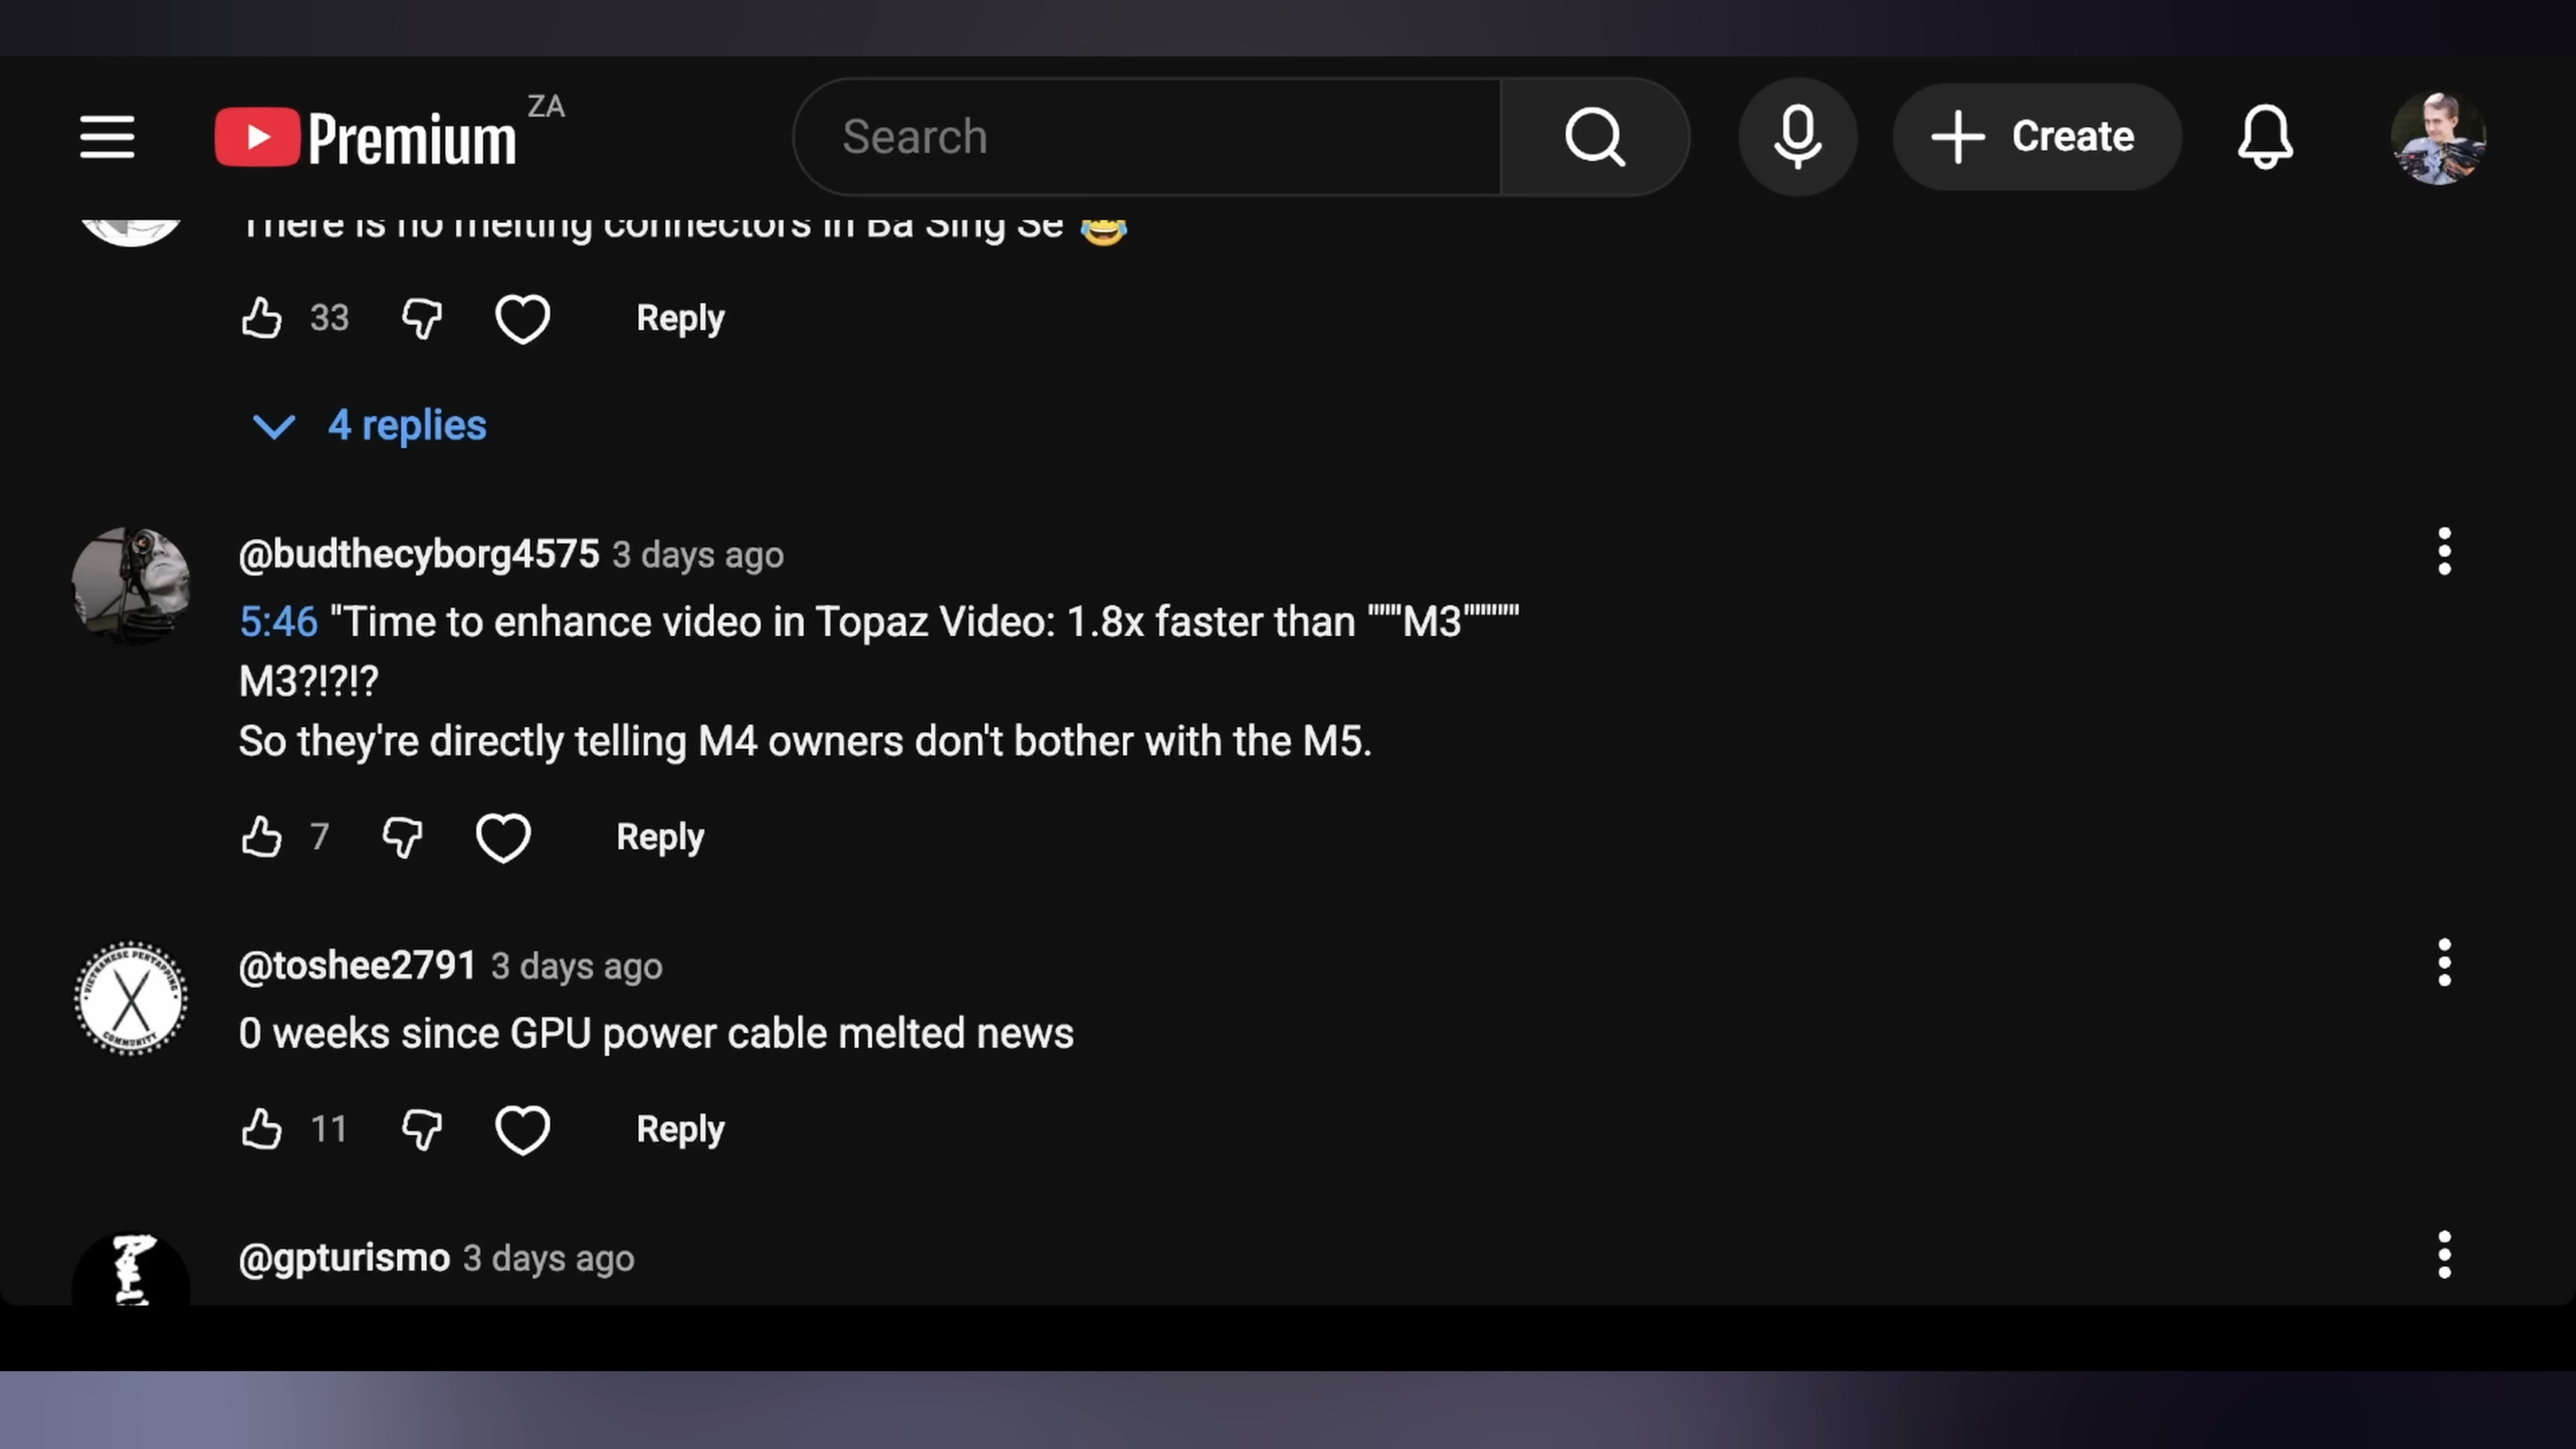 Premium ZA
Search
Create
There is no melting connectors in Ba Sing Se 😂
33 Reply
4 replies
@budthecyborg4575 3 days ago
5:46 "Time to enhance video in Topaz Video: 1.8x faster than """M3"""""
M3?!?!?
So they're directly telling M4 owners don't bother with the M5.
7 Reply
VIETNAMESE PENTAPPING
COMMUNITY
@toshee2791 3 days ago
0 weeks since GPU power cable melted news
11 Reply
@gpturismo 3 days ago